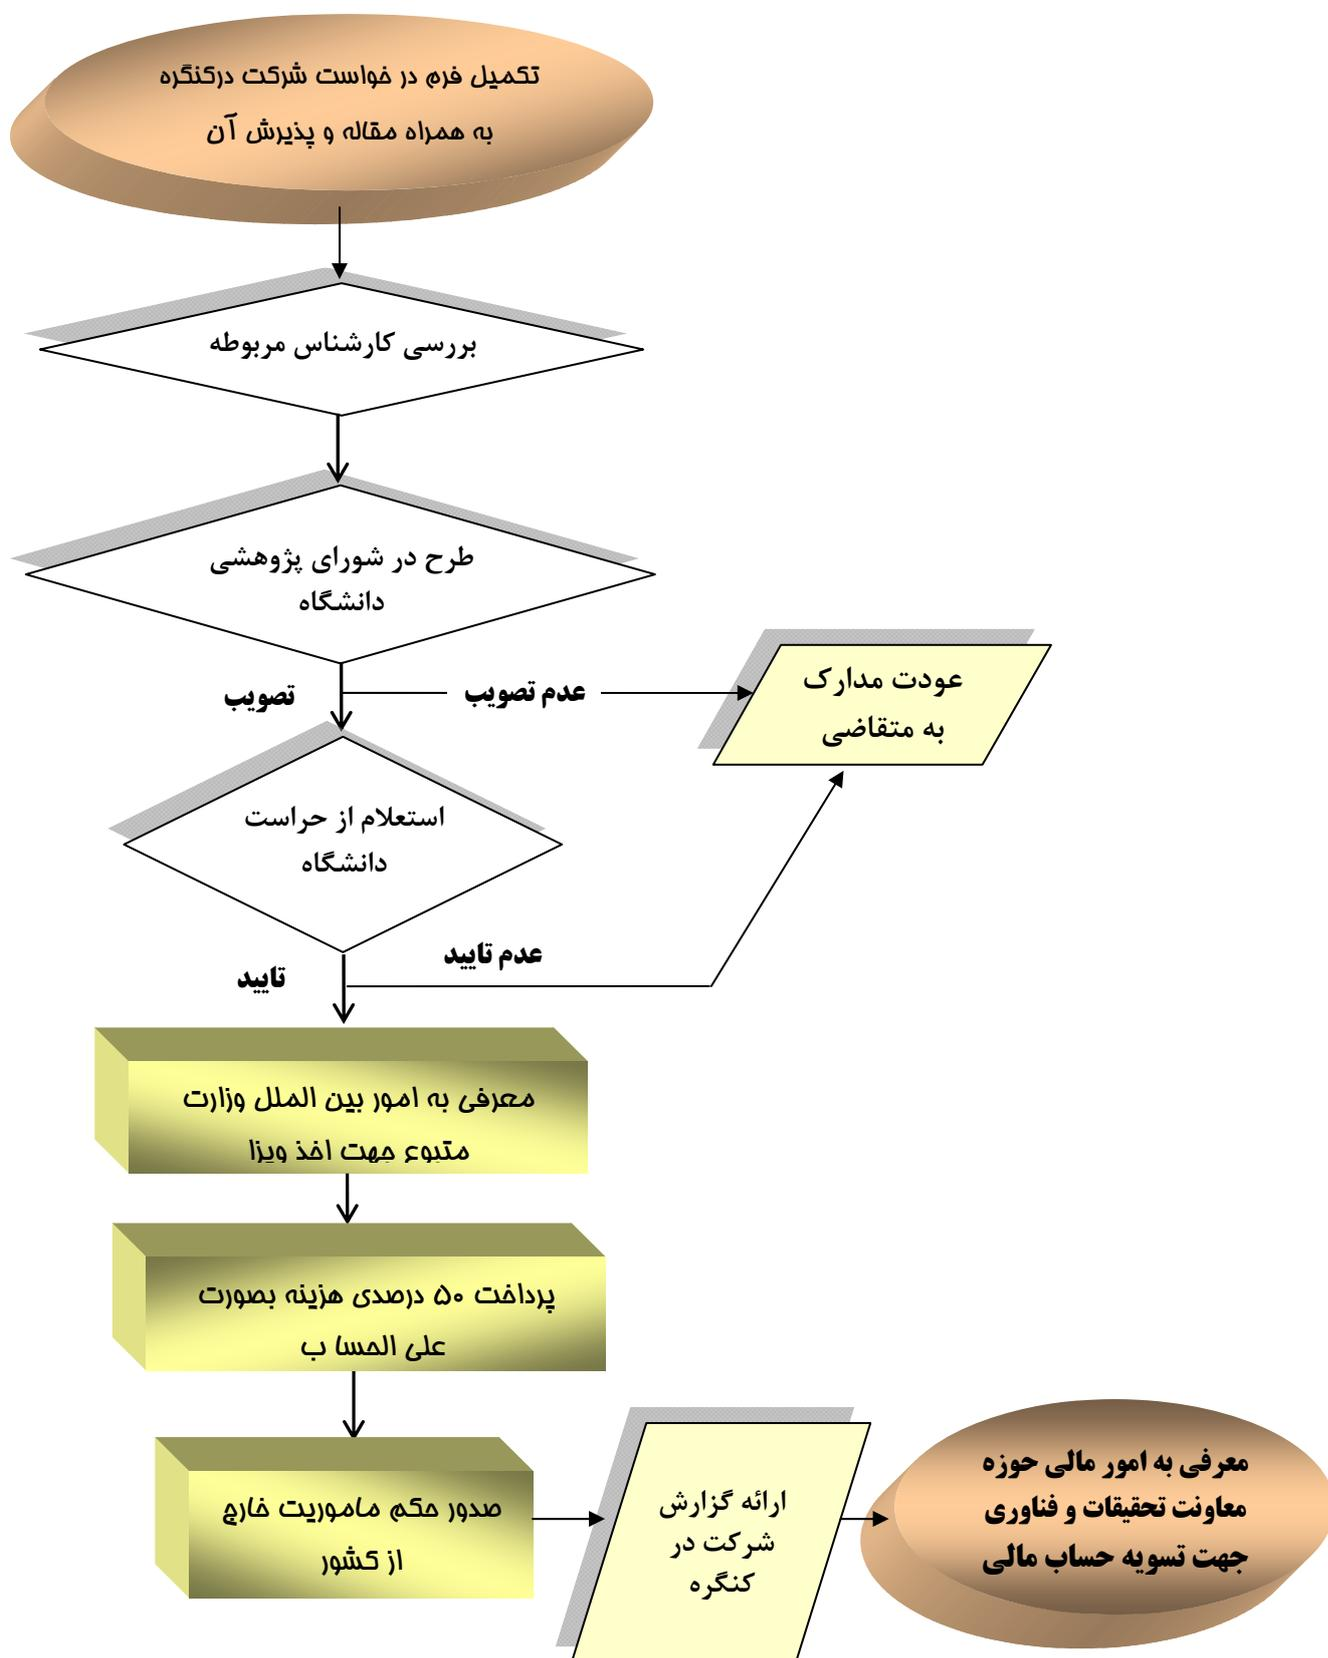 تکمیل فرم در خواست شرکت درکنگره
به همراه مقاله و پذیرش آن
بررسی کارشناس مربوطه
طرح در شورای پژوهشی
دانشگاه
تصویب
عدم تصویب
عودت مدارک
به متقاضی
استعلام از حراست
دانشگاه
تایید
عدم تایید
معرفی به امور بین الملل وزارت
متبوع جهت اخذ ویزا
پرداخت ۵۰ درصدی هزینه بصورت
علی الحسا ب
صدور حکم ماموریت خارج
از کشور
ارائه گزارش
شرکت در
کنگره
معرفی به امور مالی حوزه
معاونت تحقیقات و فناوری
جهت تسویه حساب مالی